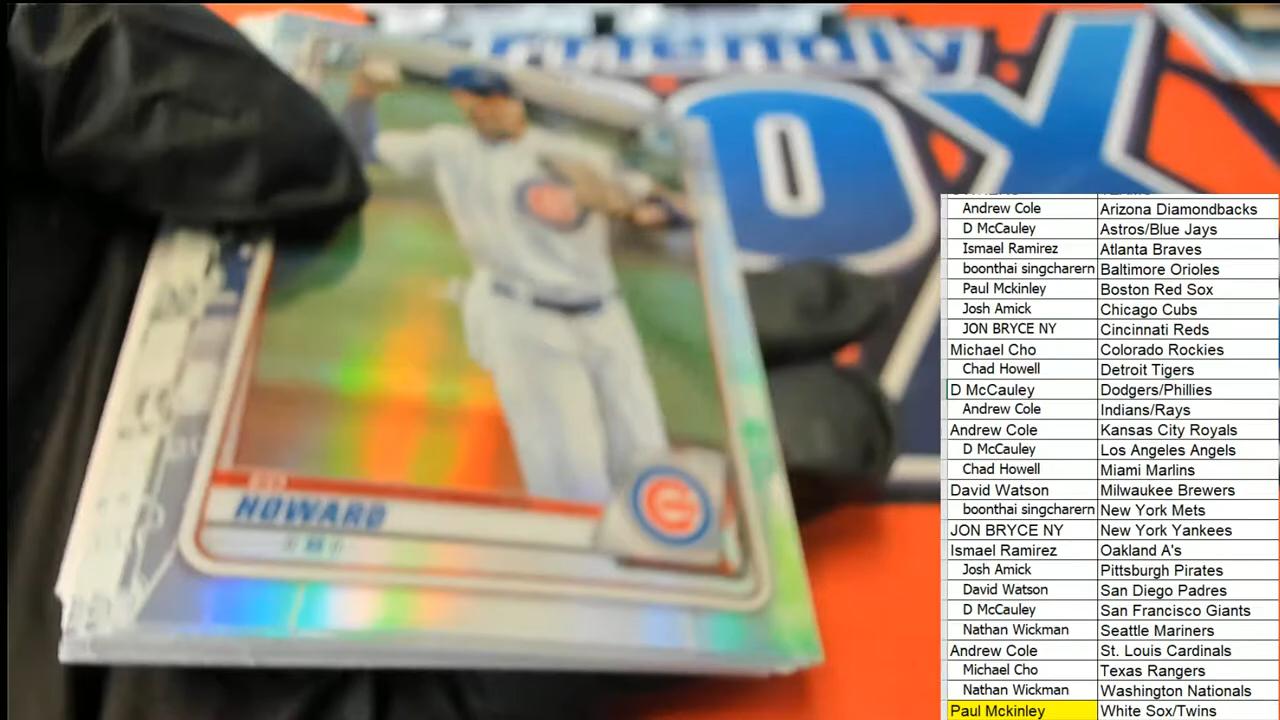 OX
ED
HOWARD
Andrew Cole Arizona Diamondbacks
D McCauley Astros/Blue Jays
Ismael Ramirez Atlanta Braves
boonthai singcharern Baltimore Orioles
Paul Mckinley Boston Red Sox
Josh Amick Chicago Cubs
JON BRYCE NY Cincinnati Reds
Michael Cho Colorado Rockies
Chad Howell Detroit Tigers
D McCauley Dodgers/Phillies
Andrew Cole Indians/Rays
Andrew Cole Kansas City Royals
D McCauley Los Angeles Angels
Chad Howell Miami Marlins
David Watson Milwaukee Brewers
boonthai singcharern New York Mets
JON BRYCE NY New York Yankees
Ismael Ramirez Oakland A's
Josh Amick Pittsburgh Pirates
David Watson San Diego Padres
D McCauley San Francisco Giants
Nathan Wickman Seattle Mariners
Andrew Cole St. Louis Cardinals
Michael Cho Texas Rangers
Nathan Wickman Washington Nationals
Paul Mckinley White Sox/Twins